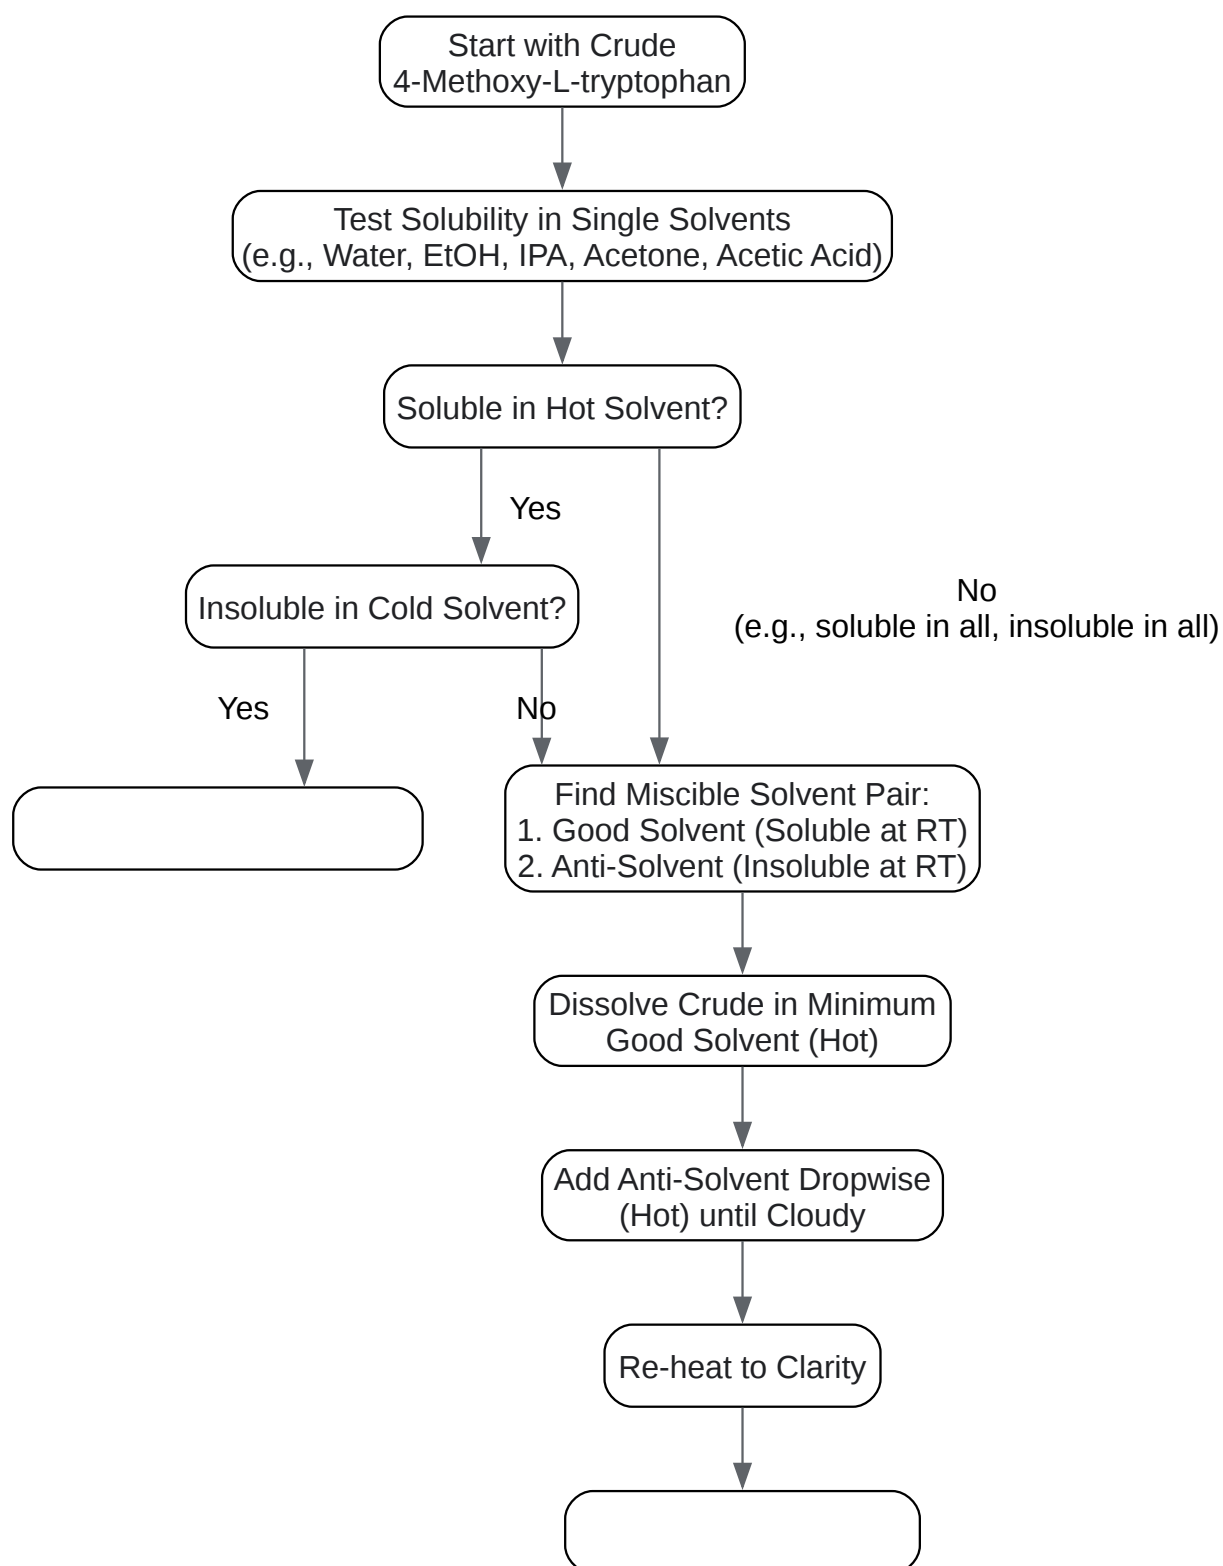 Start with Crude
4-Methoxy-L-tryptophan
Test Solubility in Single Solvents
(e.g., Water, EtOH, IPA, Acetone, Acetic Acid)
Soluble in Hot Solvent?
Yes
No
(e.g., soluble in all, insoluble in all)
Insoluble in Cold Solvent?
Yes
No
Find Miscible Solvent Pair:
1. Good Solvent (Soluble at RT)
2. Anti-Solvent (Insoluble at RT)
Dissolve Crude in Minimum
Good Solvent (Hot)
Add Anti-Solvent Dropwise
(Hot) until Cloudy
Re-heat to Clarity